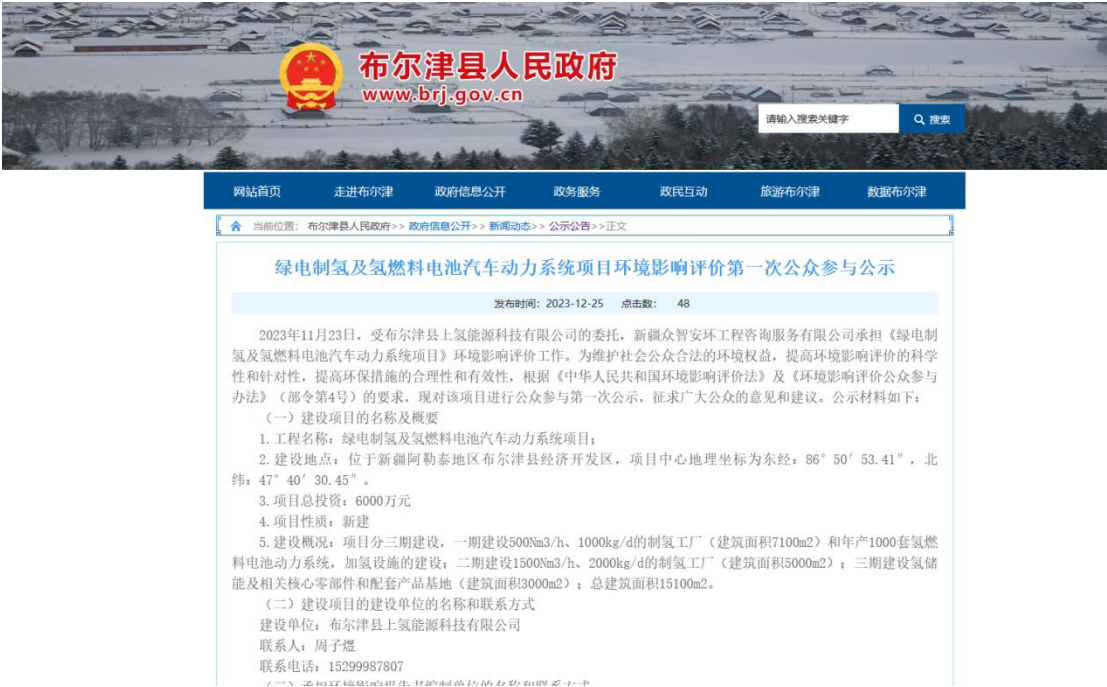 布尔津县人民政府
www.brj.gov.cn
请输入搜索关键字 搜索
网站首页 走进布尔津 政府信息公开 政务服务 政民互动 旅游布尔津 数据布尔津
当前位置: 布尔津县人民政府>> 政府信息公开>> 新闻动态>> 公示公告>>正文
绿电制氢及氢燃料电池汽车动力系统项目环境影响评价第一次公众参与公示
发布时间: 2023-12-25 点击数: 48
2023年11月23日，受布尔津县上氢能源科技有限公司的委托，新疆众智安环工程咨询服务有限公司承担《绿电制
氢及氢燃料电池汽车动力系统项目》环境影响评价工作。为维护社会公众合法的环境权益，提高环境影响评价的科学
性和针对性，提高环保措施的合理性和有效性，根据《中华人民共和国环境影响评价法》及《环境影响评价公众参与
办法》（部令第4号）的要求，现对该项目进行公众参与第一次公示，征求广大公众的意见和建议。公示材料如下：
（一）建设项目的名称及概要
1.工程名称：绿电制氢及氢燃料电池汽车动力系统项目；
2.建设地点：位于新疆阿勒泰地区布尔津县经济开发区，项目中心地理坐标为东经：86°50′53.41″，北
纬：47°40′30.45″。
3.项目总投资：6000万元
4.项目性质：新建
5.建设概况：项目分三期建设，一期建设500Nm3/h、1000kg/d的制氢工厂（建筑面积7100m2）和年产1000套氢燃
料电池动力系统，加氢设施的建设；二期建设1500Nm3/h、2000kg/d的制氢工厂（建筑面积5000m2）；三期建设氢储
能及相关核心零部件和配套产品基地（建筑面积3000m2）；总建筑面积15100m2。
（二）建设项目的建设单位的名称和联系方式
建设单位：布尔津县上氢能源科技有限公司
联系人：周子煜
联系电话：15299987807
（三）承担环境影响报告书编制单位的名称和联系方式